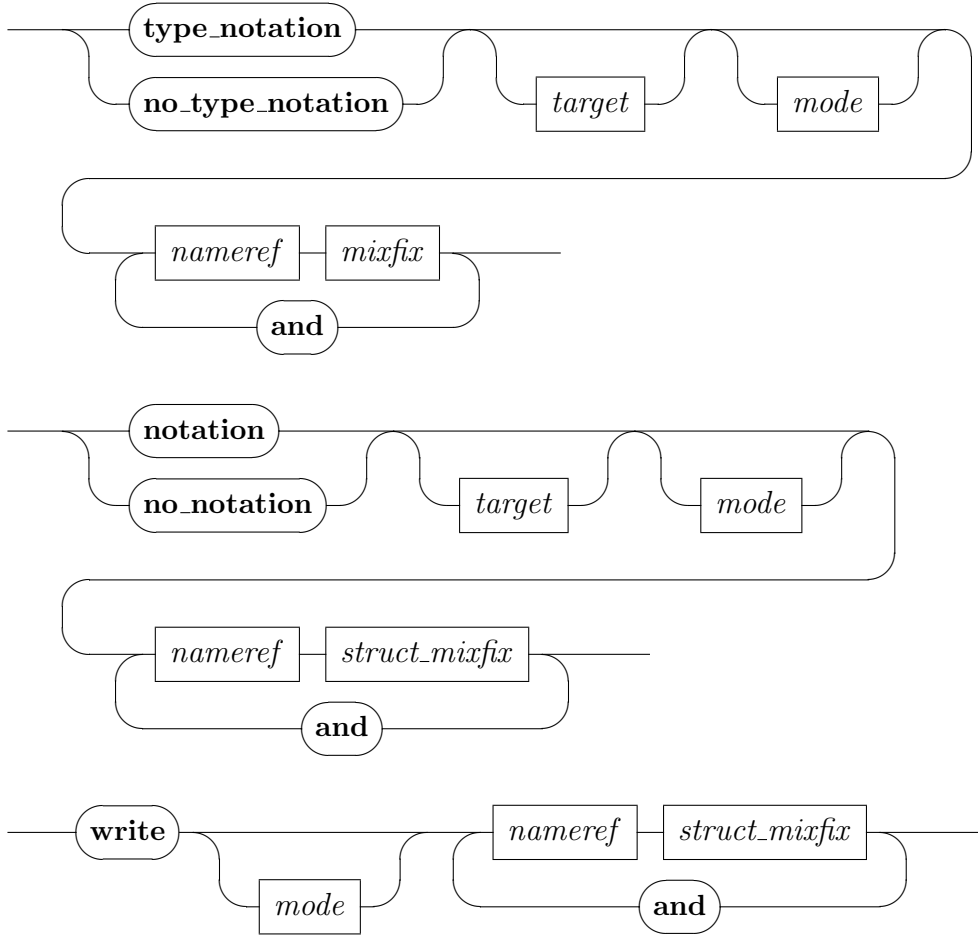 type_notation
no_type_notation target mode
nameref mixfix
and
notation
no_notation target mode
nameref struct_mixfix
and
write nameref struct_mixfix
mode and